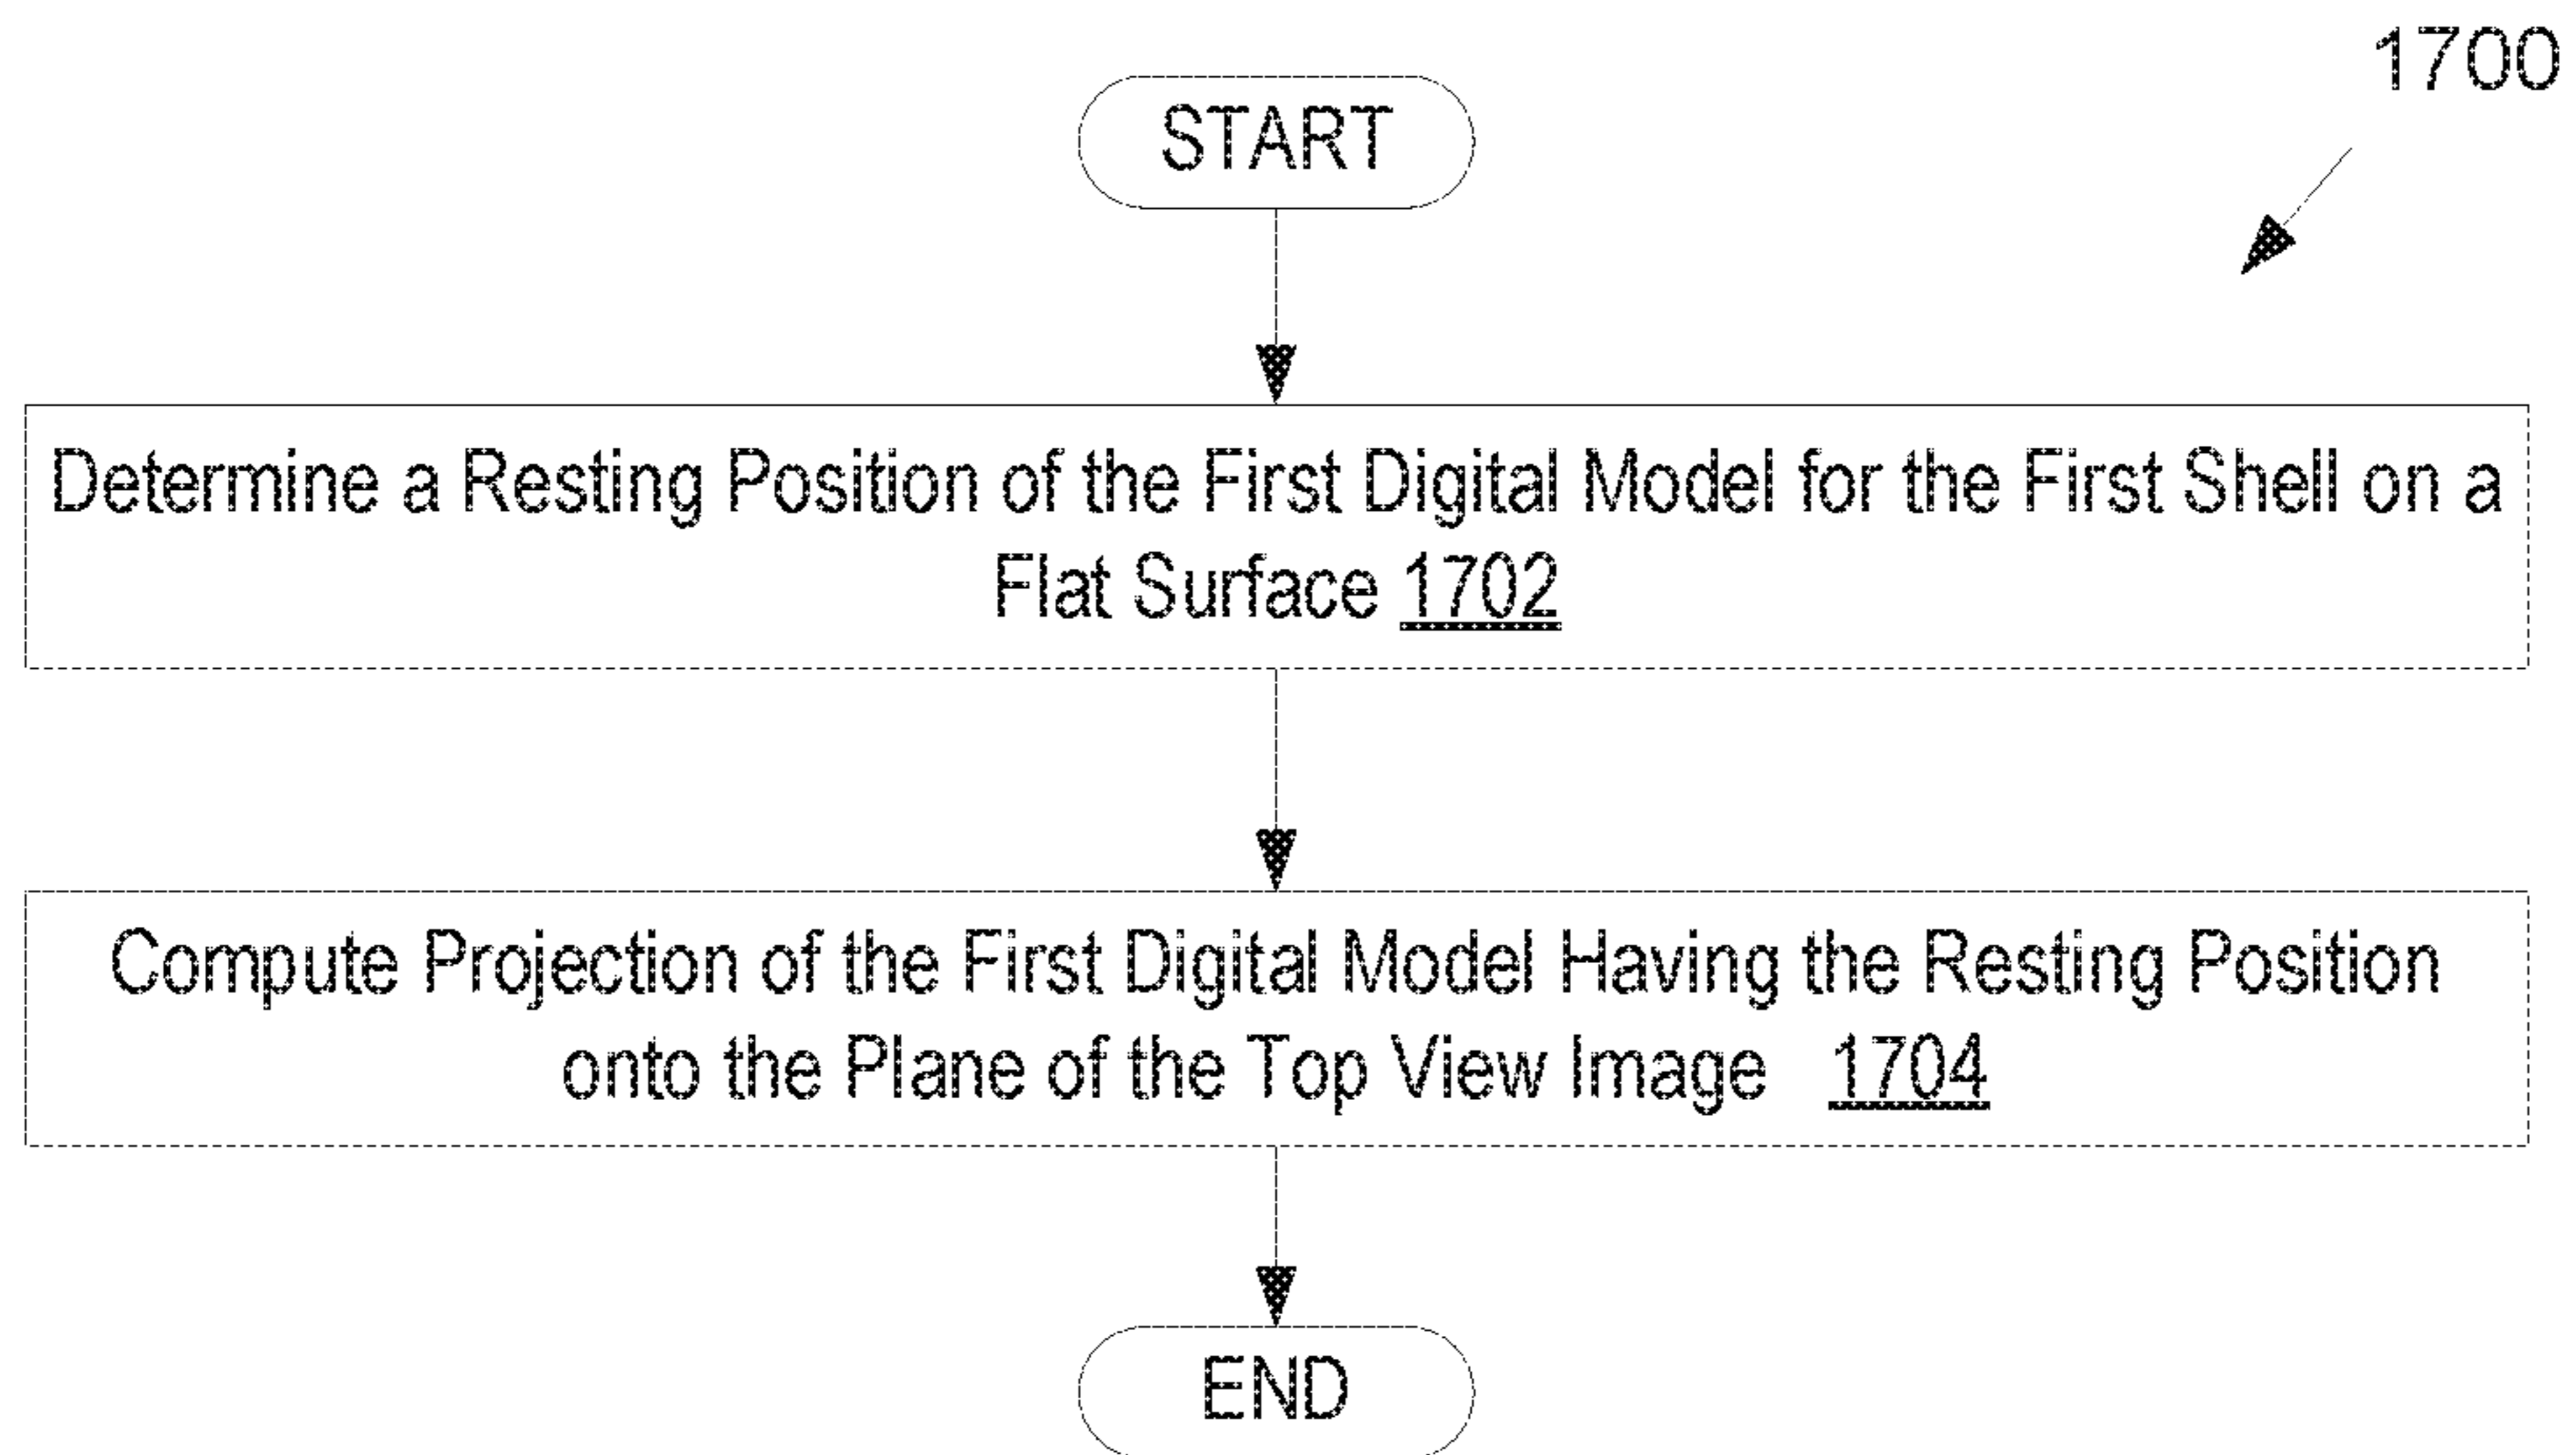 1700
START
Determine a Resting Position of the First Digital Model for the First Shell on a
Flat Surface 1702
Compute Projection of the First Digital Model Having the Resting Position
onto the Plane of the Top View Image 1704
END